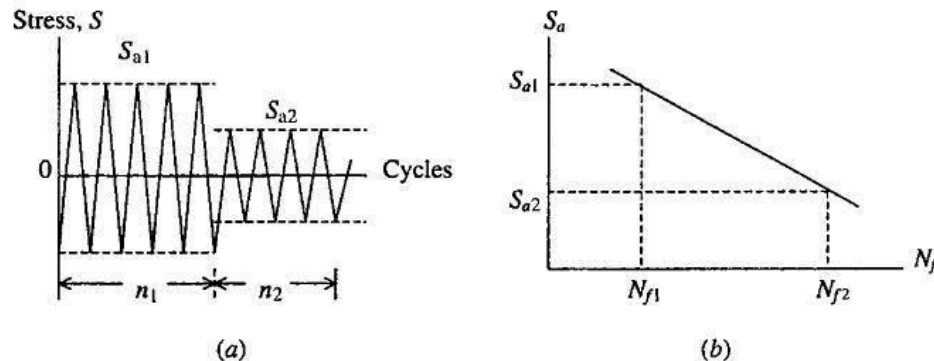 Stress, S
S_a1
S_a2
0
Cycles
n_1
n_2
(a)
S_a
S_a1
S_a2
N_f1
N_f2
N_f
(b)